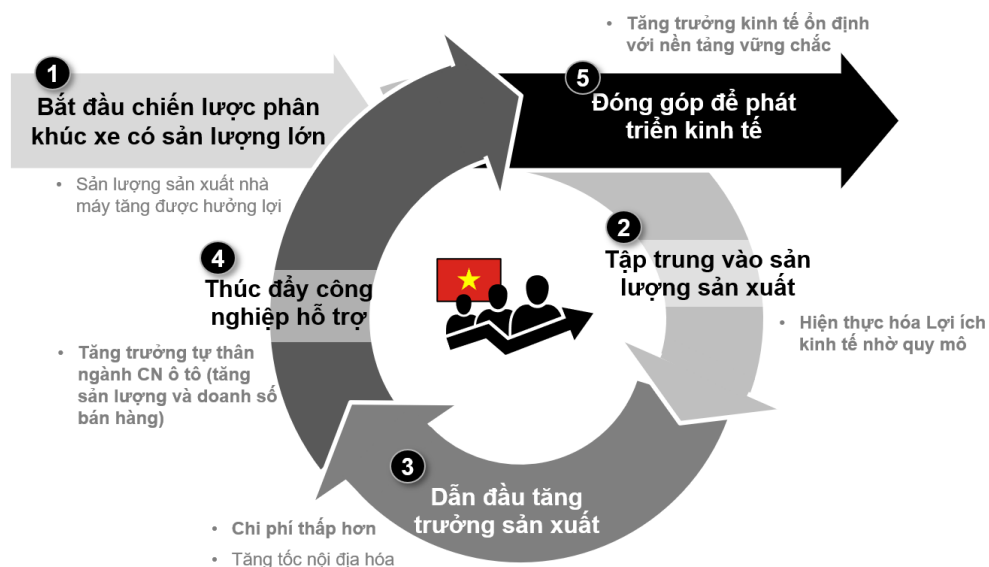 1
Bắt đầu chiến lược phân
khúc xe có sản lượng lớn
• Sản lượng sản xuất nhà
máy tăng được hưởng lợi
2
Tập trung vào sản
lượng sản xuất
• Hiện thực hóa Lợi ích
kinh tế nhờ quy mô
3
Dẫn đầu tăng
trưởng sản xuất
• Chi phí thấp hơn
• Tăng tốc nội địa hóa
4
Thúc đẩy công
nghiệp hỗ trợ
• Tăng trưởng tự thân
ngành CN ô tô (tăng
sản lượng và doanh số
bán hàng)
5
Đóng góp để phát
triển kinh tế
• Tăng trưởng kinh tế ổn định
với nền tảng vững chắc